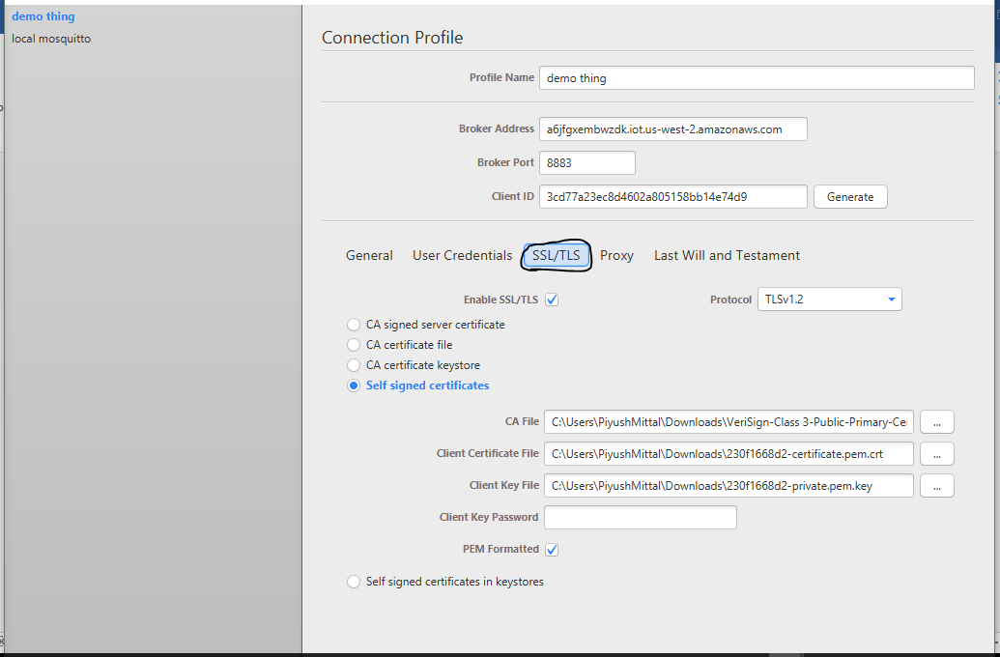 demo thing
local mosquitto
Connection Profile
Profile Name demo thing
Broker Address a6jfgxembwzdk.iot.us-west-2.amazonaws.com
Broker Port 8883
Client ID 3cd77a23ec8d4602a805158bb14e74d9 Generate
General User Credentials SSL/TLS Proxy Last Will and Testament
Enable SSL/TLS Protocol TLSv1.2
CA signed server certificate
CA certificate file
CA certificate keystore
Self signed certificates
CA File C:\Users\PiyushMittal\Downloads\VeriSign-Class 3-Public-Primary-Ce ...
Client Certificate File C:\Users\PiyushMittal\Downloads\230f1668d2-certificate.pem.crt ...
Client Key File C:\Users\PiyushMittal\Downloads\230f1668d2-private.pem.key ...
Client Key Password
PEM Formatted
Self signed certificates in keystores